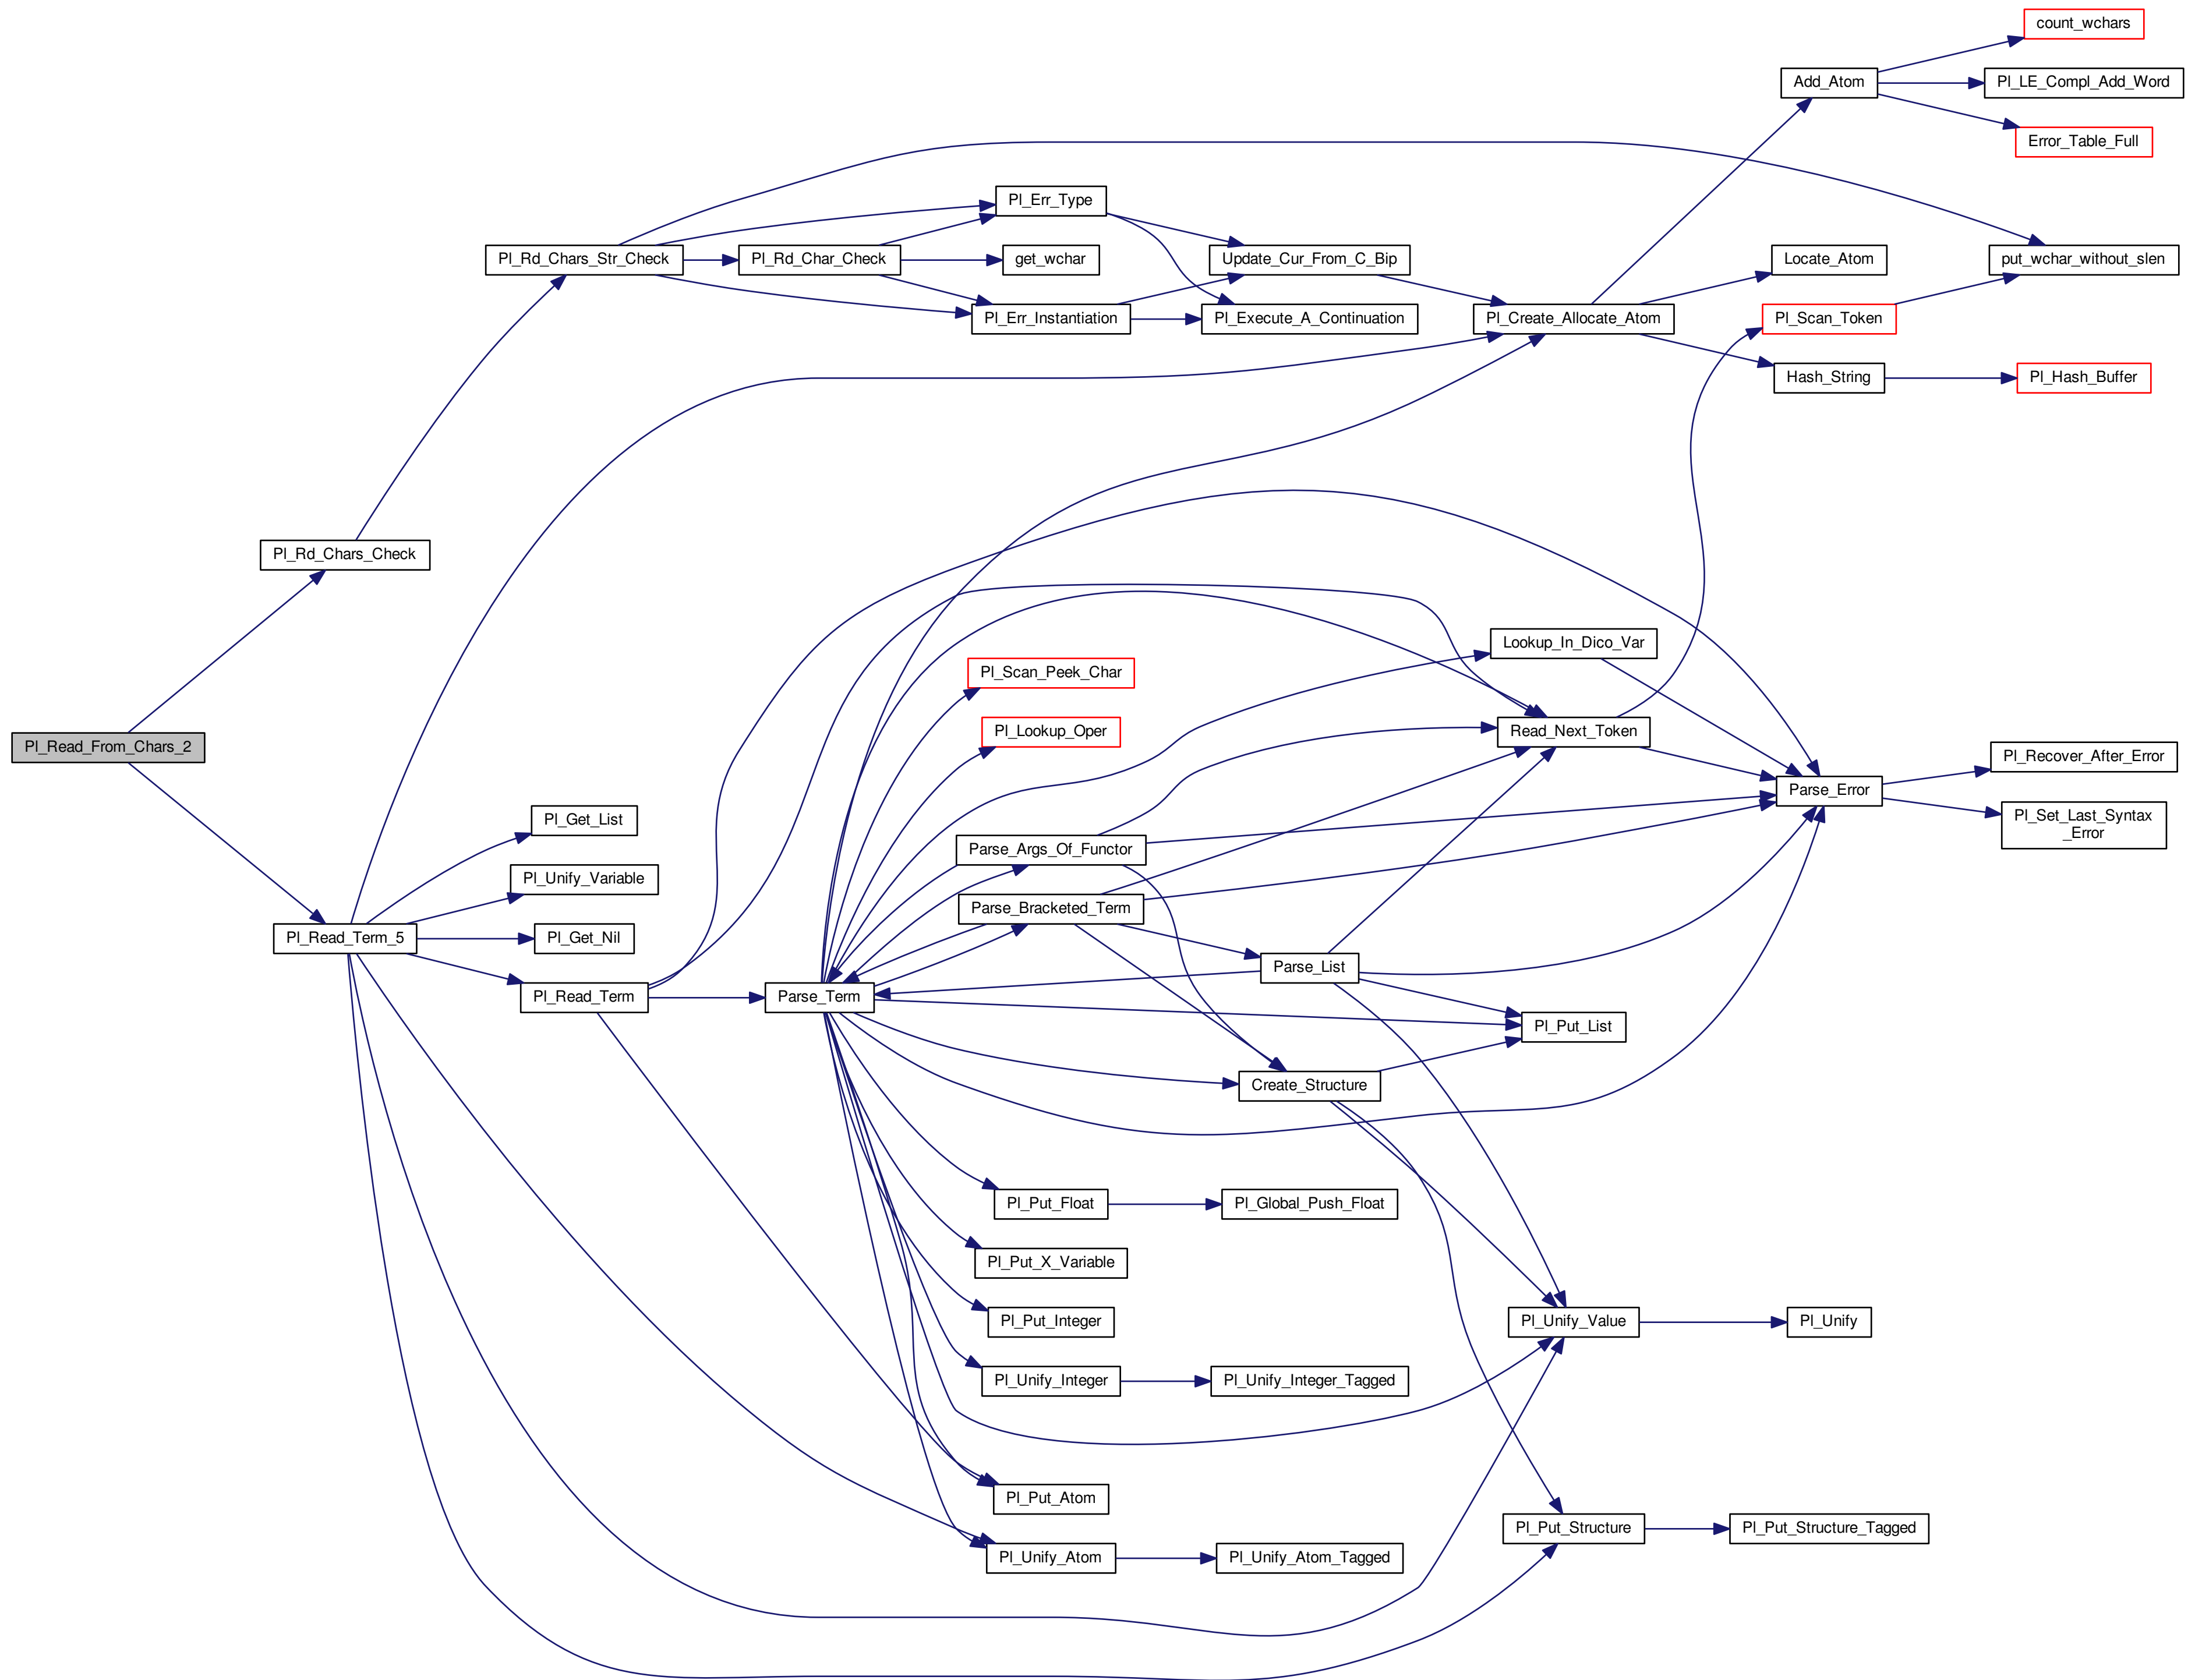 count_wchars
Add_Atom
Pl_LE_Compl_Add_Word
Error_Table_Full
Pl_Err_Type
Pl_Rd_Chars_Str_Check
Pl_Rd_Char_Check
get_wchar
Update_Cur_From_C_Bip
Locate_Atom
put_wchar_without_slen
Pl_Err_Instantiation
Pl_Execute_A_Continuation
Pl_Create_Allocate_Atom
Pl_Scan_Token
Hash_String
Pl_Hash_Buffer
Pl_Rd_Chars_Check
Lookup_In_Dico_Var
Pl_Scan_Peek_Char
Pl_Lookup_Oper
Read_Next_Token
Pl_Read_From_Chars_2
Pl_Recover_After_Error
Parse_Error
Pl_Set_Last_Syntax
_Error
Pl_Get_List
Parse_Args_Of_Functor
Pl_Unify_Variable
Parse_Bracketed_Term
Pl_Read_Term_5
Pl_Get_Nil
Parse_List
Pl_Read_Term
Parse_Term
Pl_Put_List
Create_Structure
Pl_Put_Float
Pl_Global_Push_Float
Pl_Put_X_Variable
Pl_Put_Integer
Pl_Unify_Value
Pl_Unify
Pl_Unify_Integer
Pl_Unify_Integer_Tagged
Pl_Put_Atom
Pl_Put_Structure
Pl_Put_Structure_Tagged
Pl_Unify_Atom
Pl_Unify_Atom_Tagged